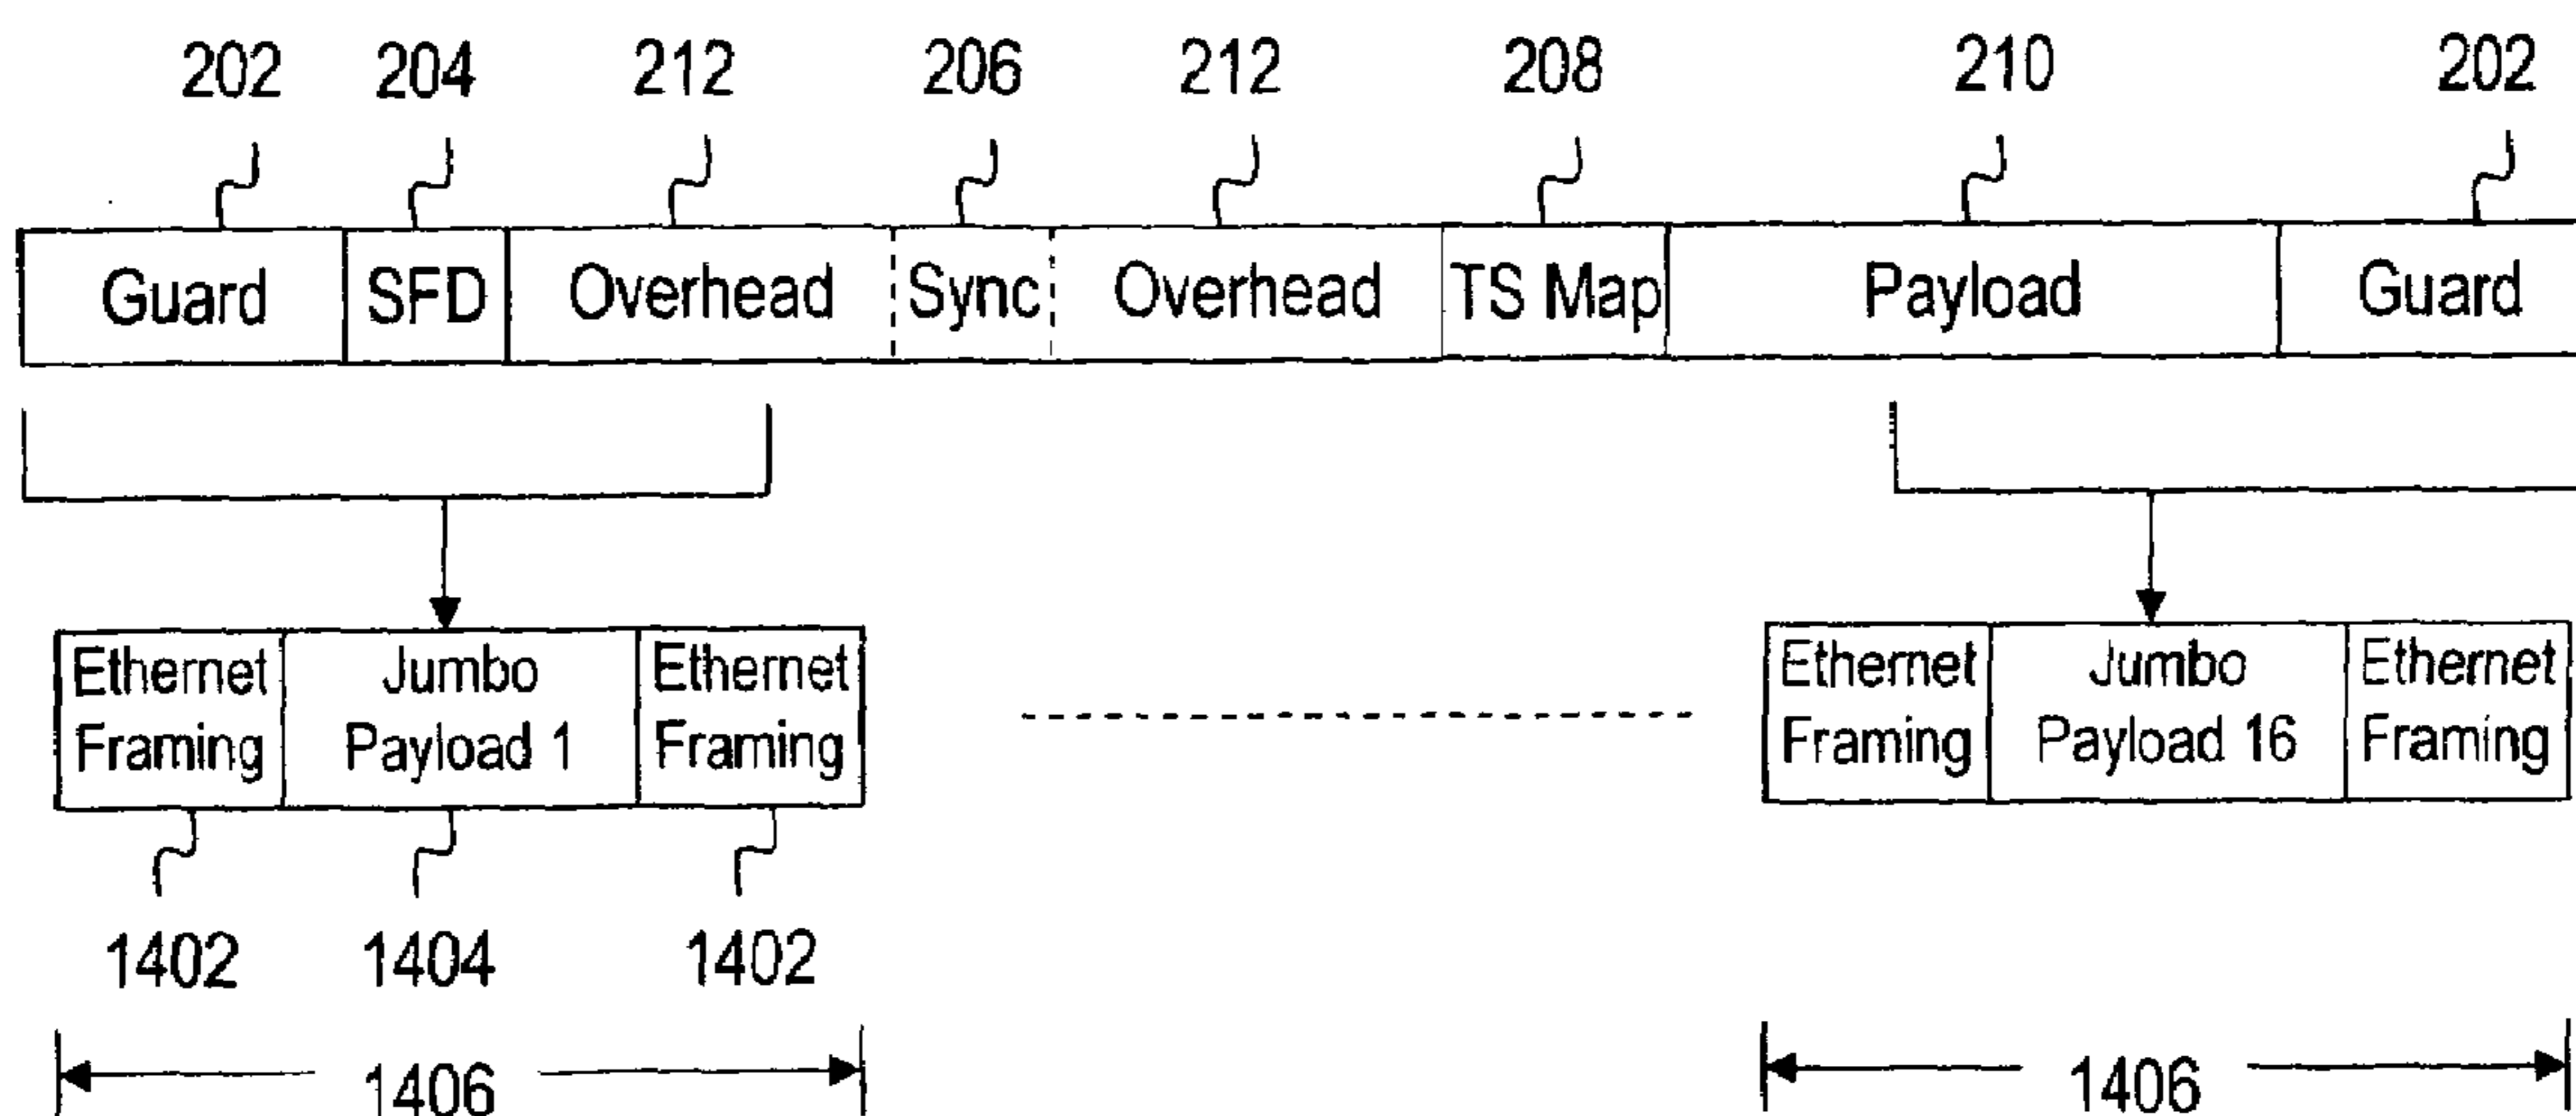 202 204 212 206 212 208 210 202
Guard SFD Overhead Sync Overhead TS Map Payload Guard
Ethernet Jumbo Ethernet Ethernet Jumbo Ethernet
Framing Payload 1 Framing Framing Payload 16 Framing
1402 1404 1402
1406 1406